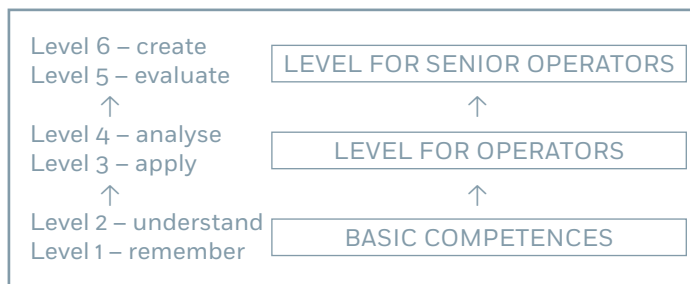 Level 6 – create
Level 5 – evaluate
LEVEL FOR SENIOR OPERATORS
↑
↑
Level 4 – analyse
Level 3 – apply
LEVEL FOR OPERATORS
↑
↑
Level 2 – understand
Level 1 – remember
BASIC COMPETENCES